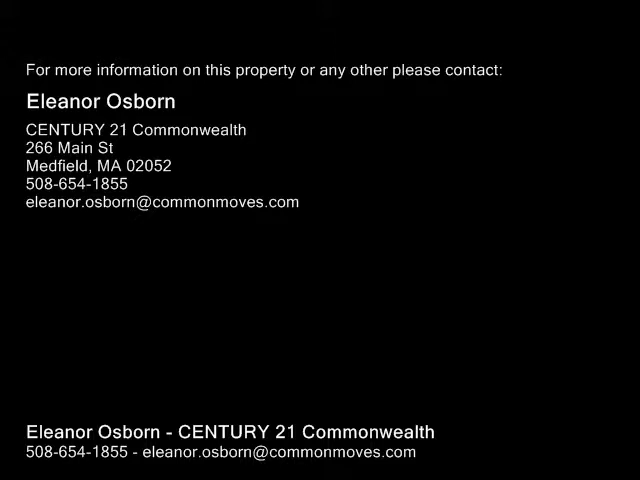 For more information on this property or any other please contact:
Eleanor Osborn
CENTURY 21 Commonwealth
266 Main St
Medfield, MA 02052
508-654-1855
eleanor.osborn@commonmoves.com
Eleanor Osborn - CENTURY 21 Commonwealth
508-654-1855 - eleanor.osborn@commonmoves.com